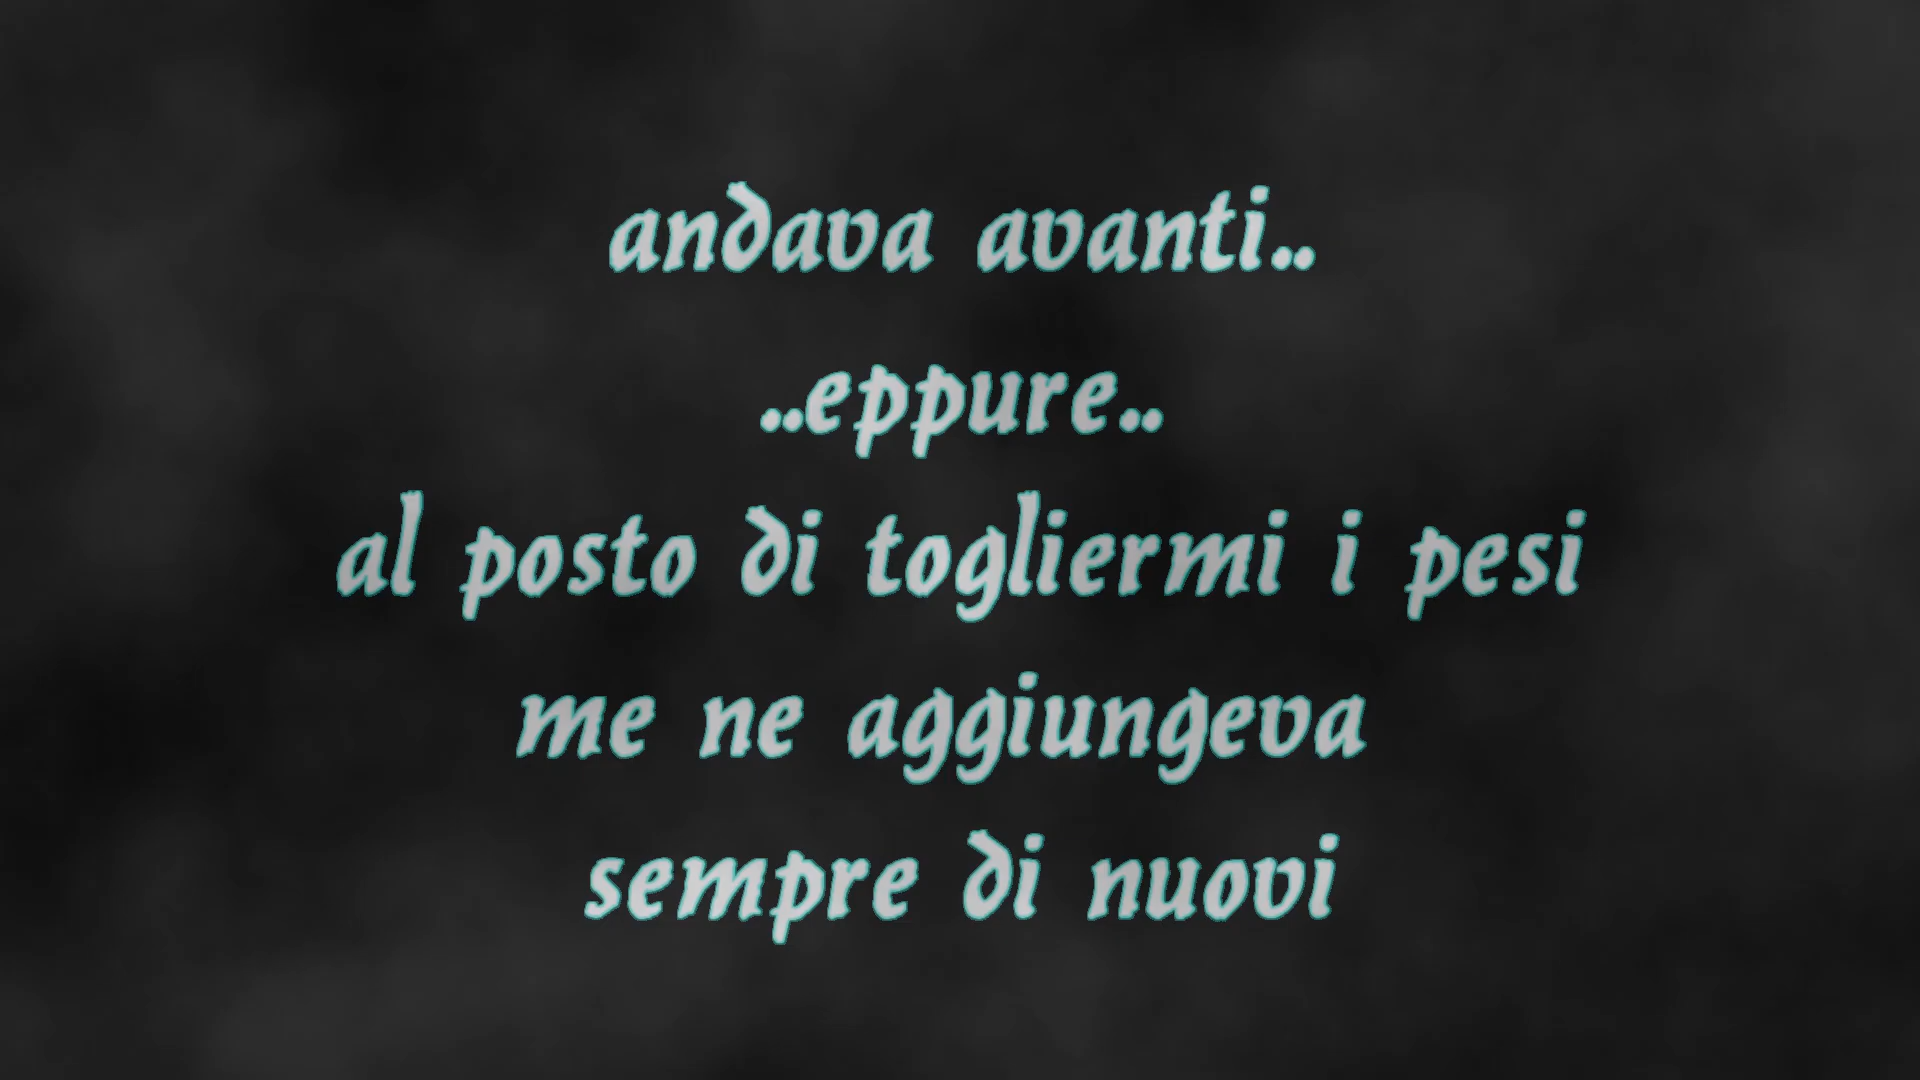 andava avanti..
..eppure..
al posto di togliermi i pesi
me ne aggiungeva
sempre di nuovi